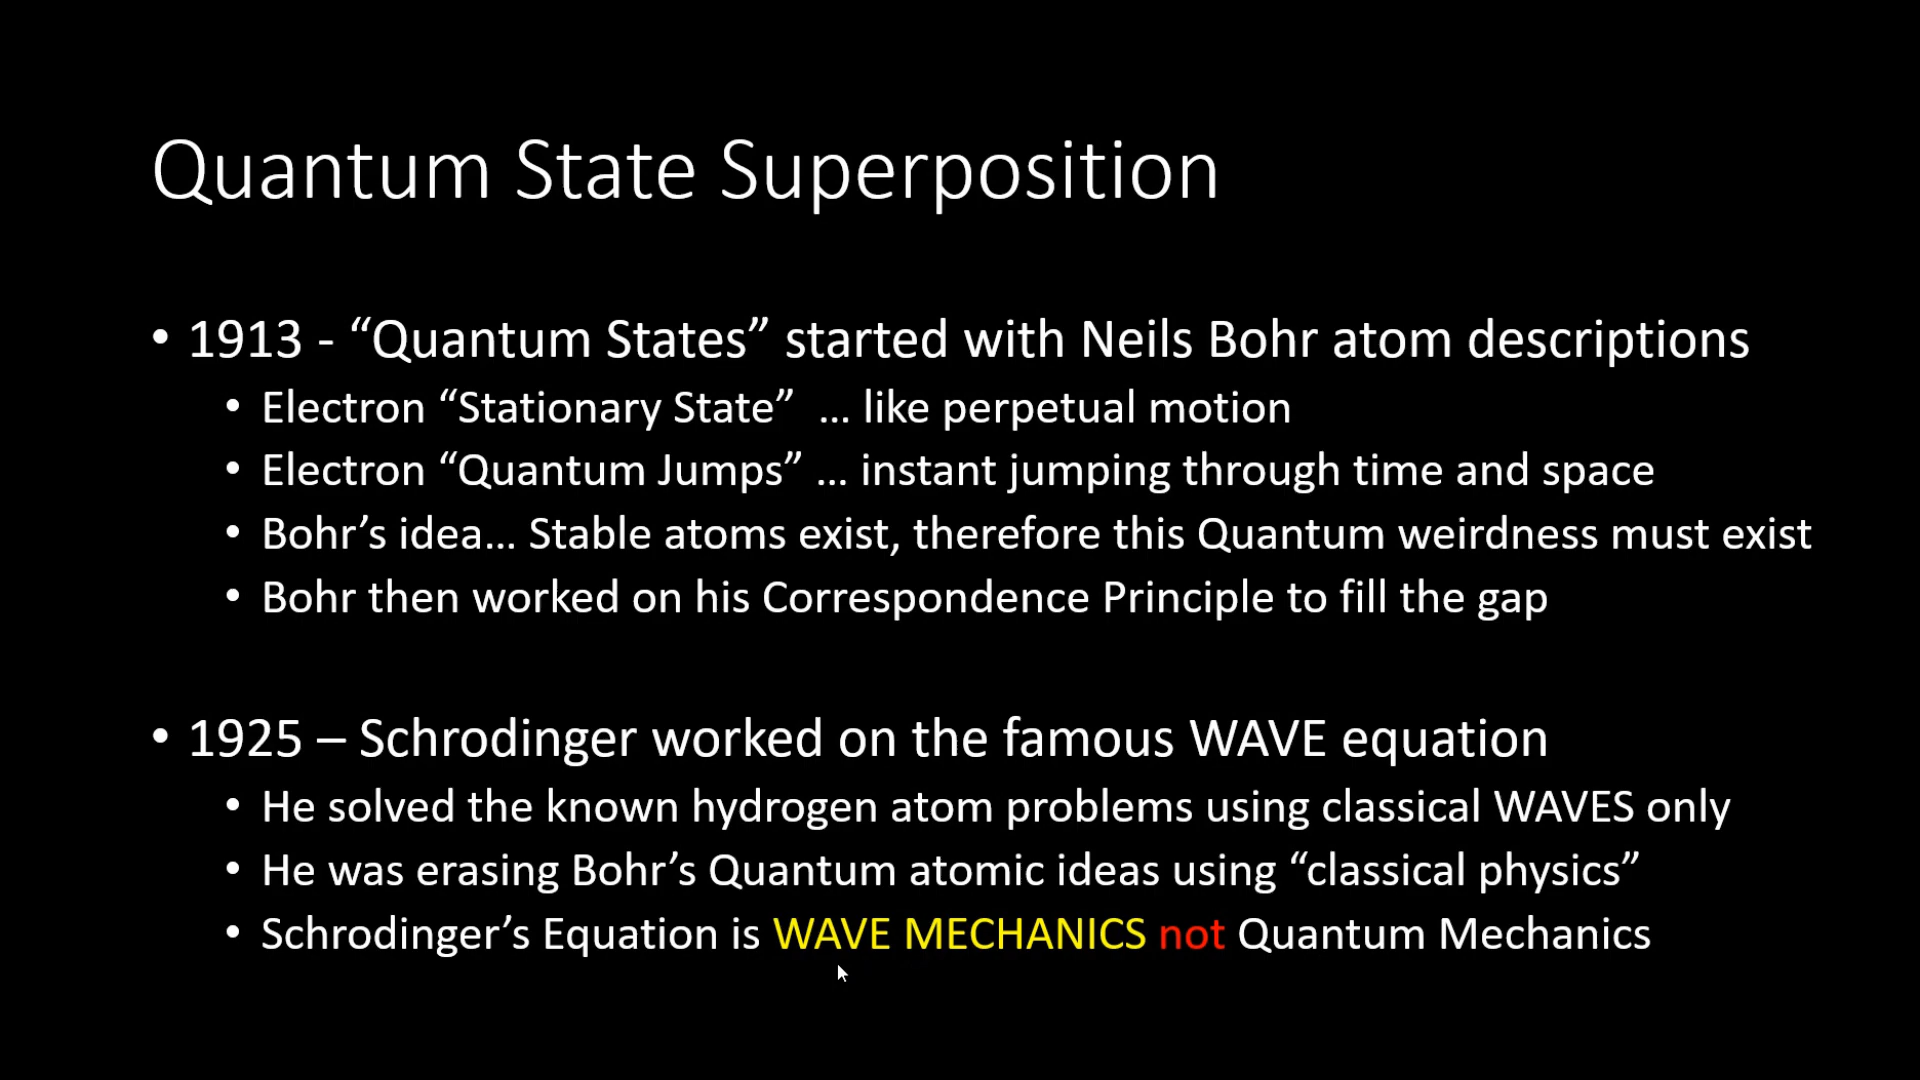 Quantum State Superposition
• 1913 - “Quantum States” started with Neils Bohr atom descriptions
• Electron “Stationary State”  ... like perpetual motion
• Electron “Quantum Jumps” ... instant jumping through time and space
• Bohr’s idea... Stable atoms exist, therefore this Quantum weirdness must exist
• Bohr then worked on his Correspondence Principle to fill the gap
• 1925 – Schrodinger worked on the famous WAVE equation
• He solved the known hydrogen atom problems using classical WAVES only
• He was erasing Bohr’s Quantum atomic ideas using “classical physics”
• Schrodinger’s Equation is WAVE MECHANICS not Quantum Mechanics